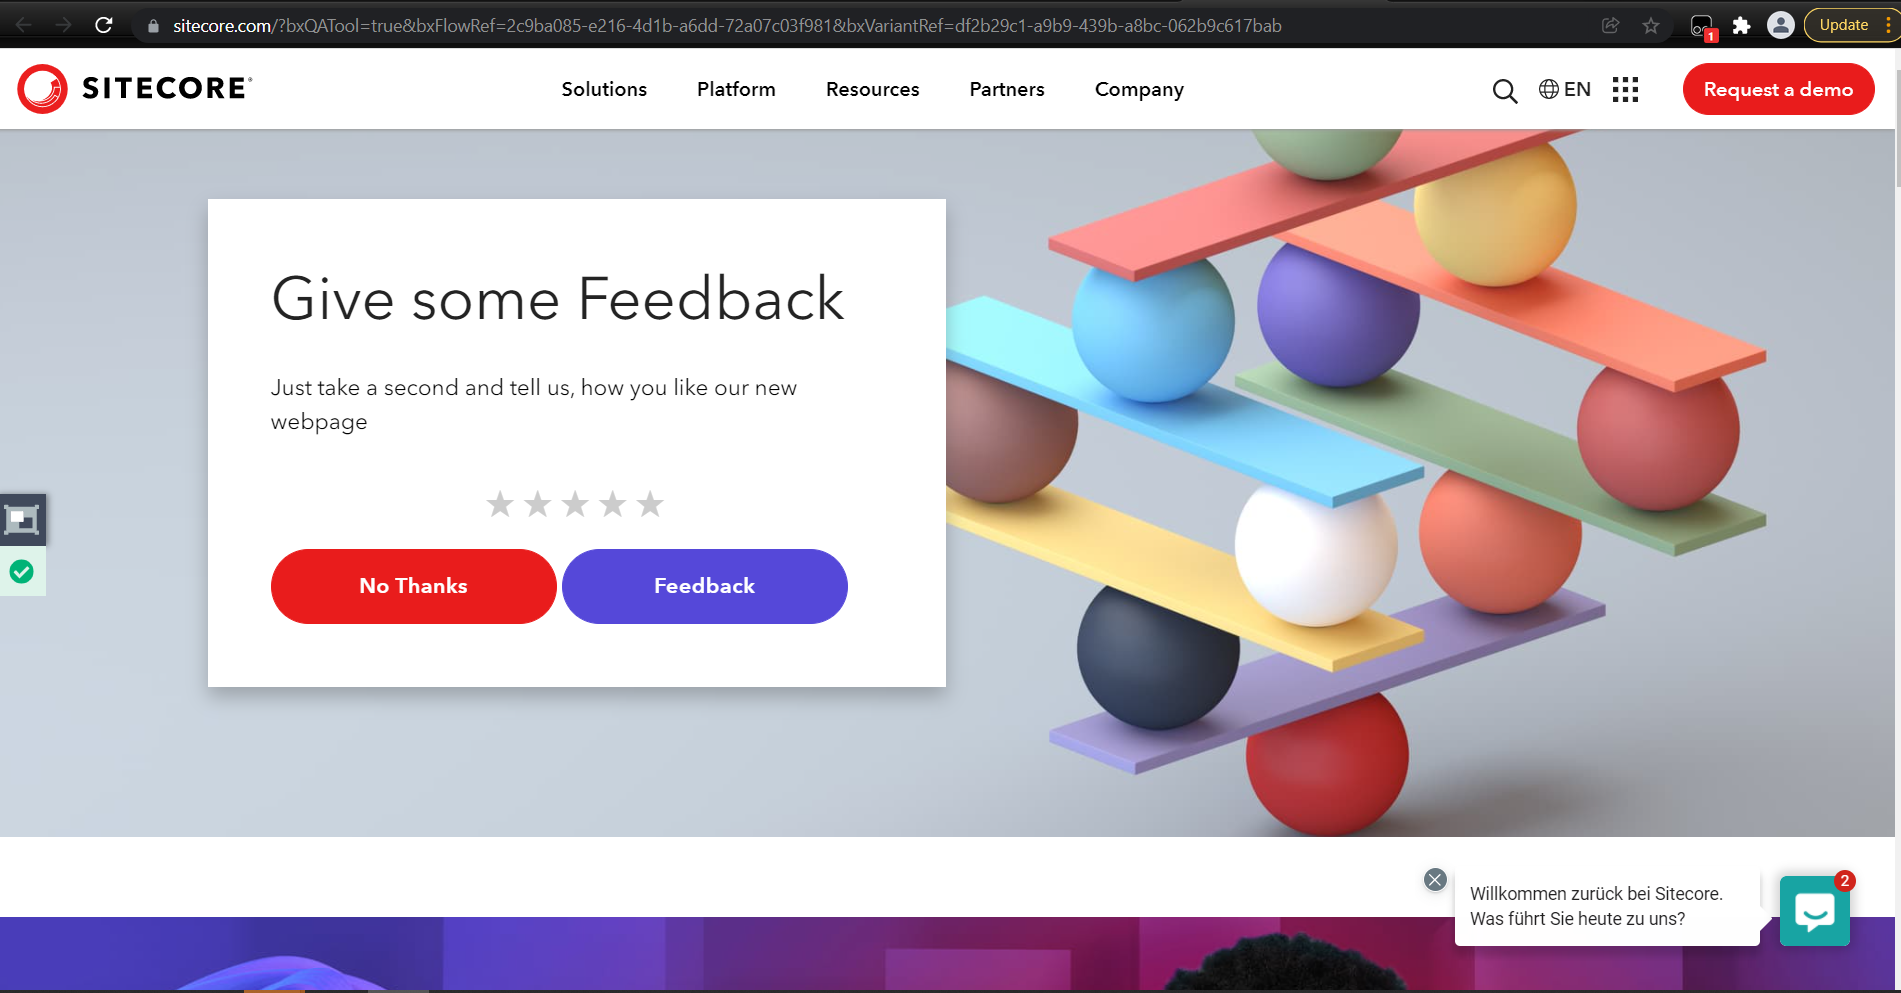 sitecore.com/?bxQATool=true&bxFlowRef=2c9ba085-e216-4d1b-a6dd-72a07c03f981&bxVariantRef=df2b29c1-a9b9-439b-a8bc-062b9c617bab
1
Update
SITECORE
Solutions
Platform
Resources
Partners
Company
EN
Request a demo
Give some Feedback
Just take a second and tell us, how you like our new
webpage
No Thanks
Feedback
Willkommen zurück bei Sitecore.
Was führt Sie heute zu uns?
2